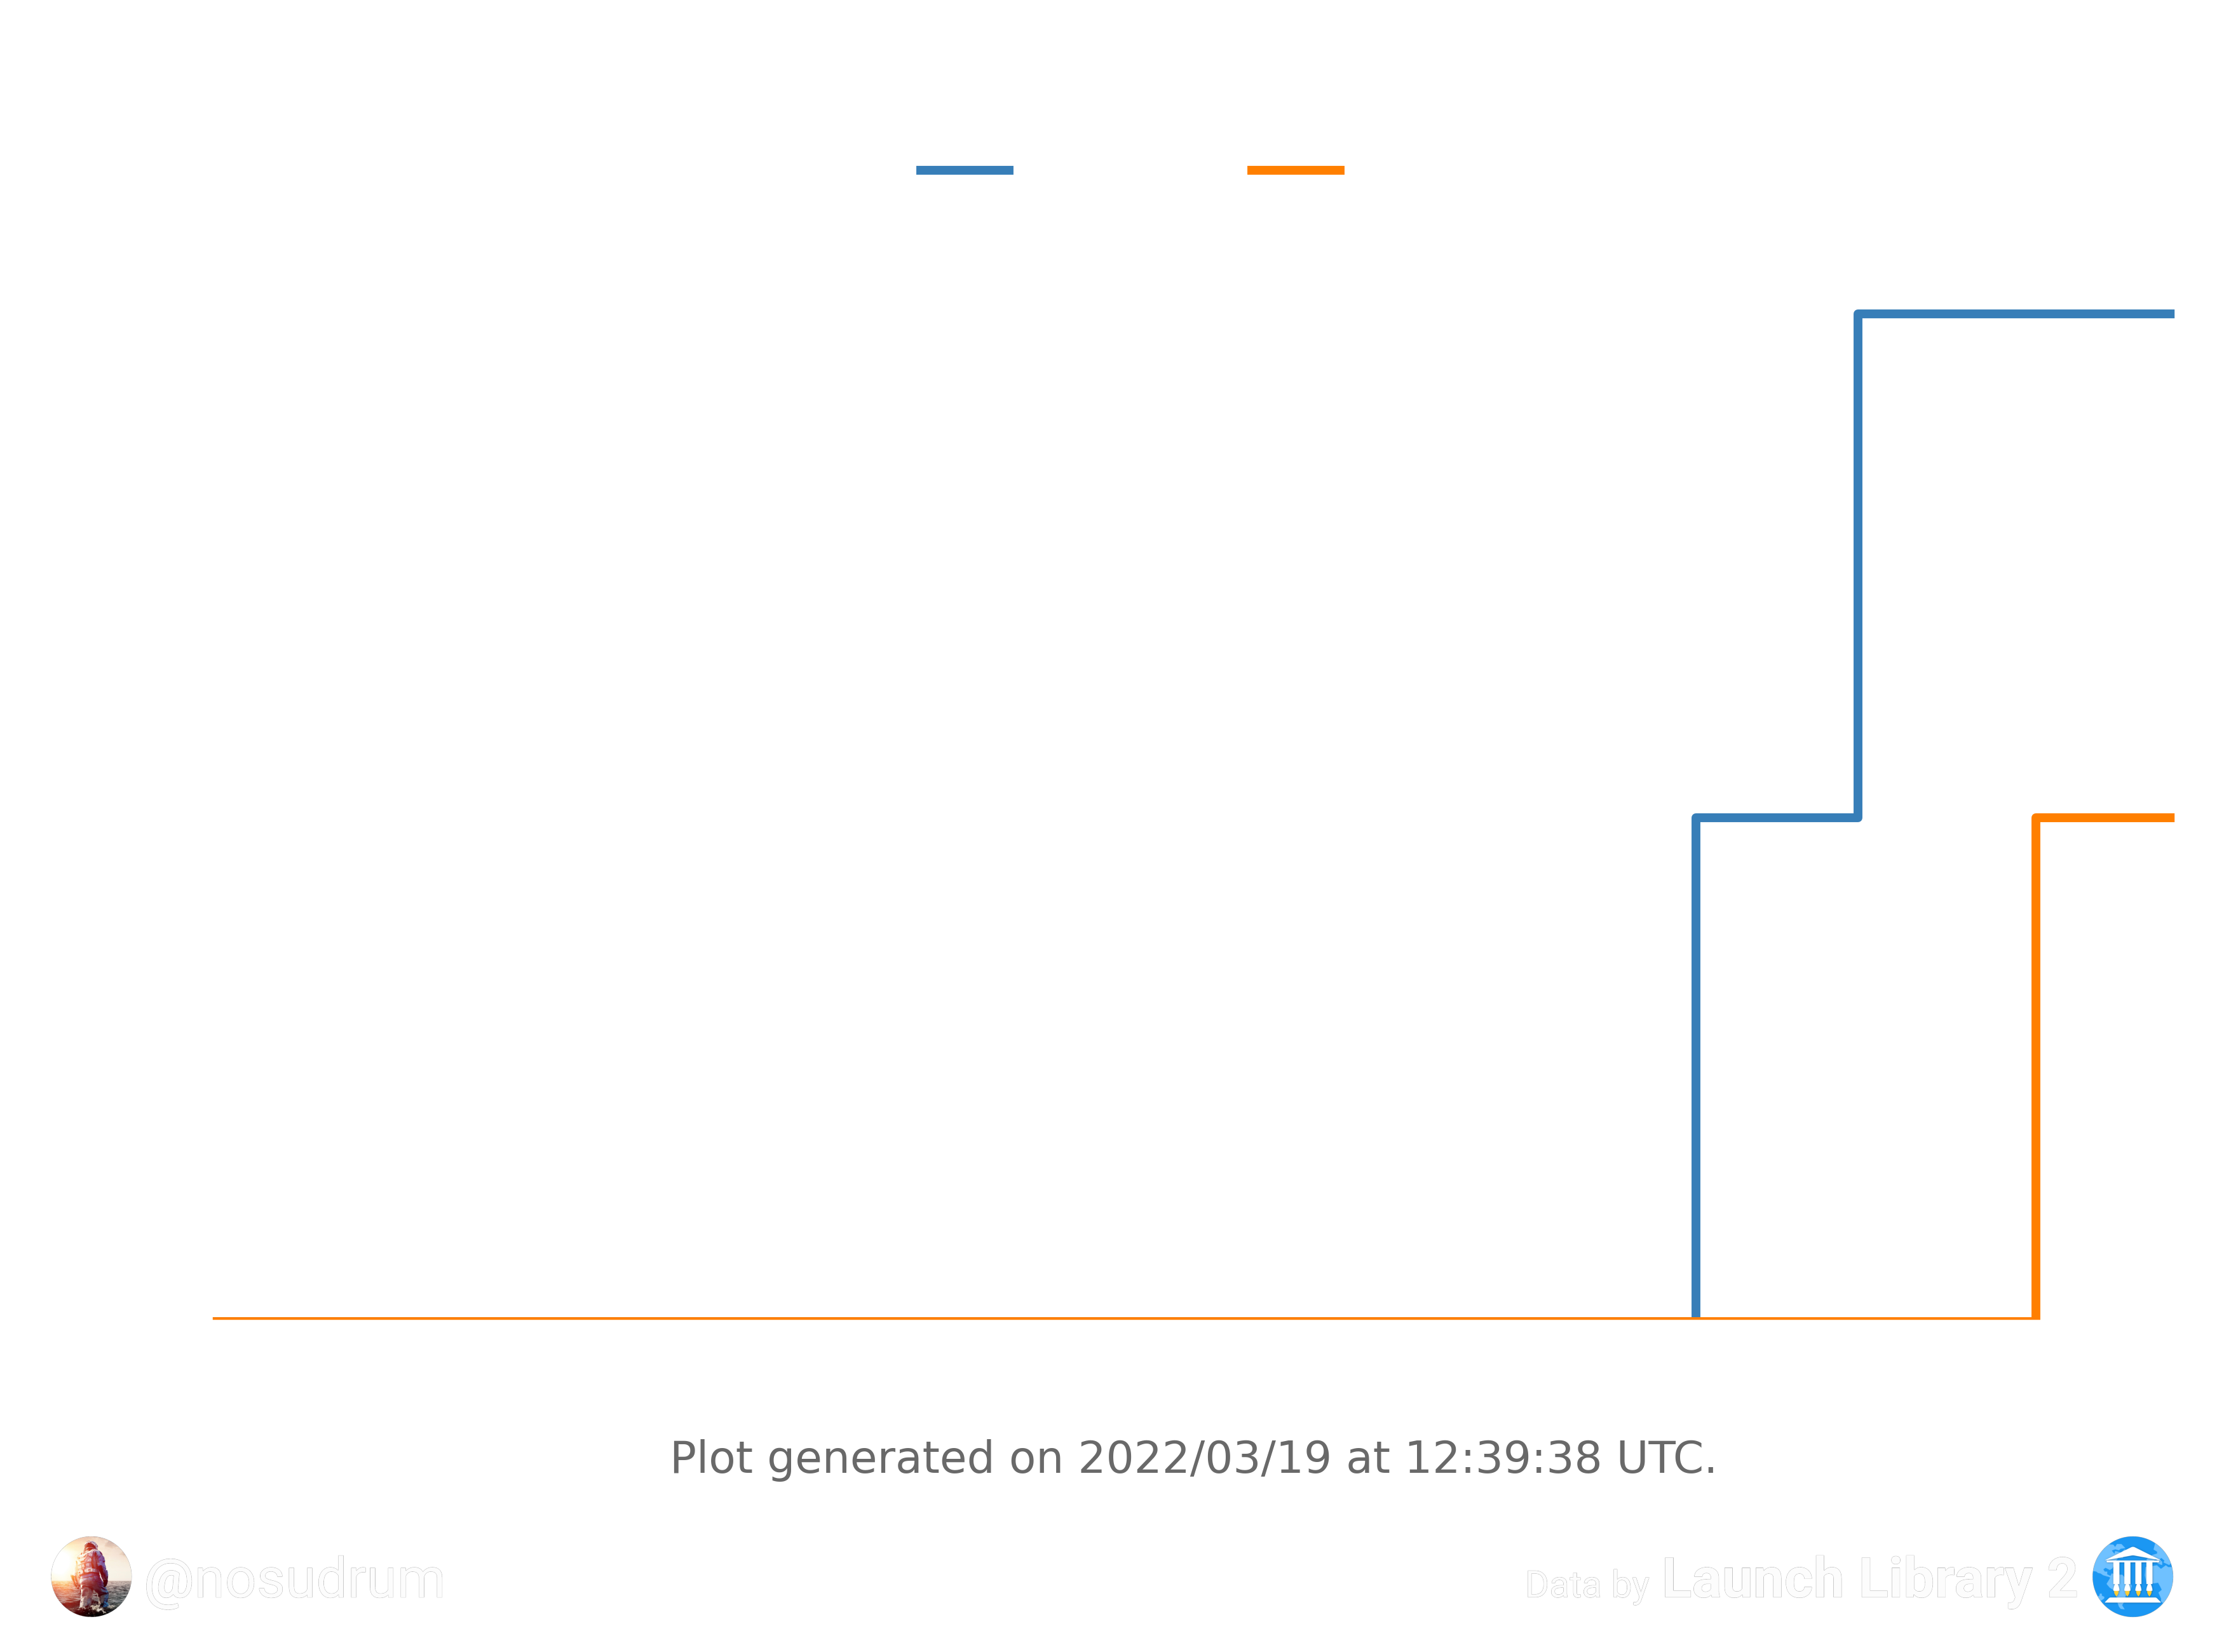 Plot generated on 2022/03/19 at 12:39:38 UTC.
@nosudrum
Data by Launch Library 2